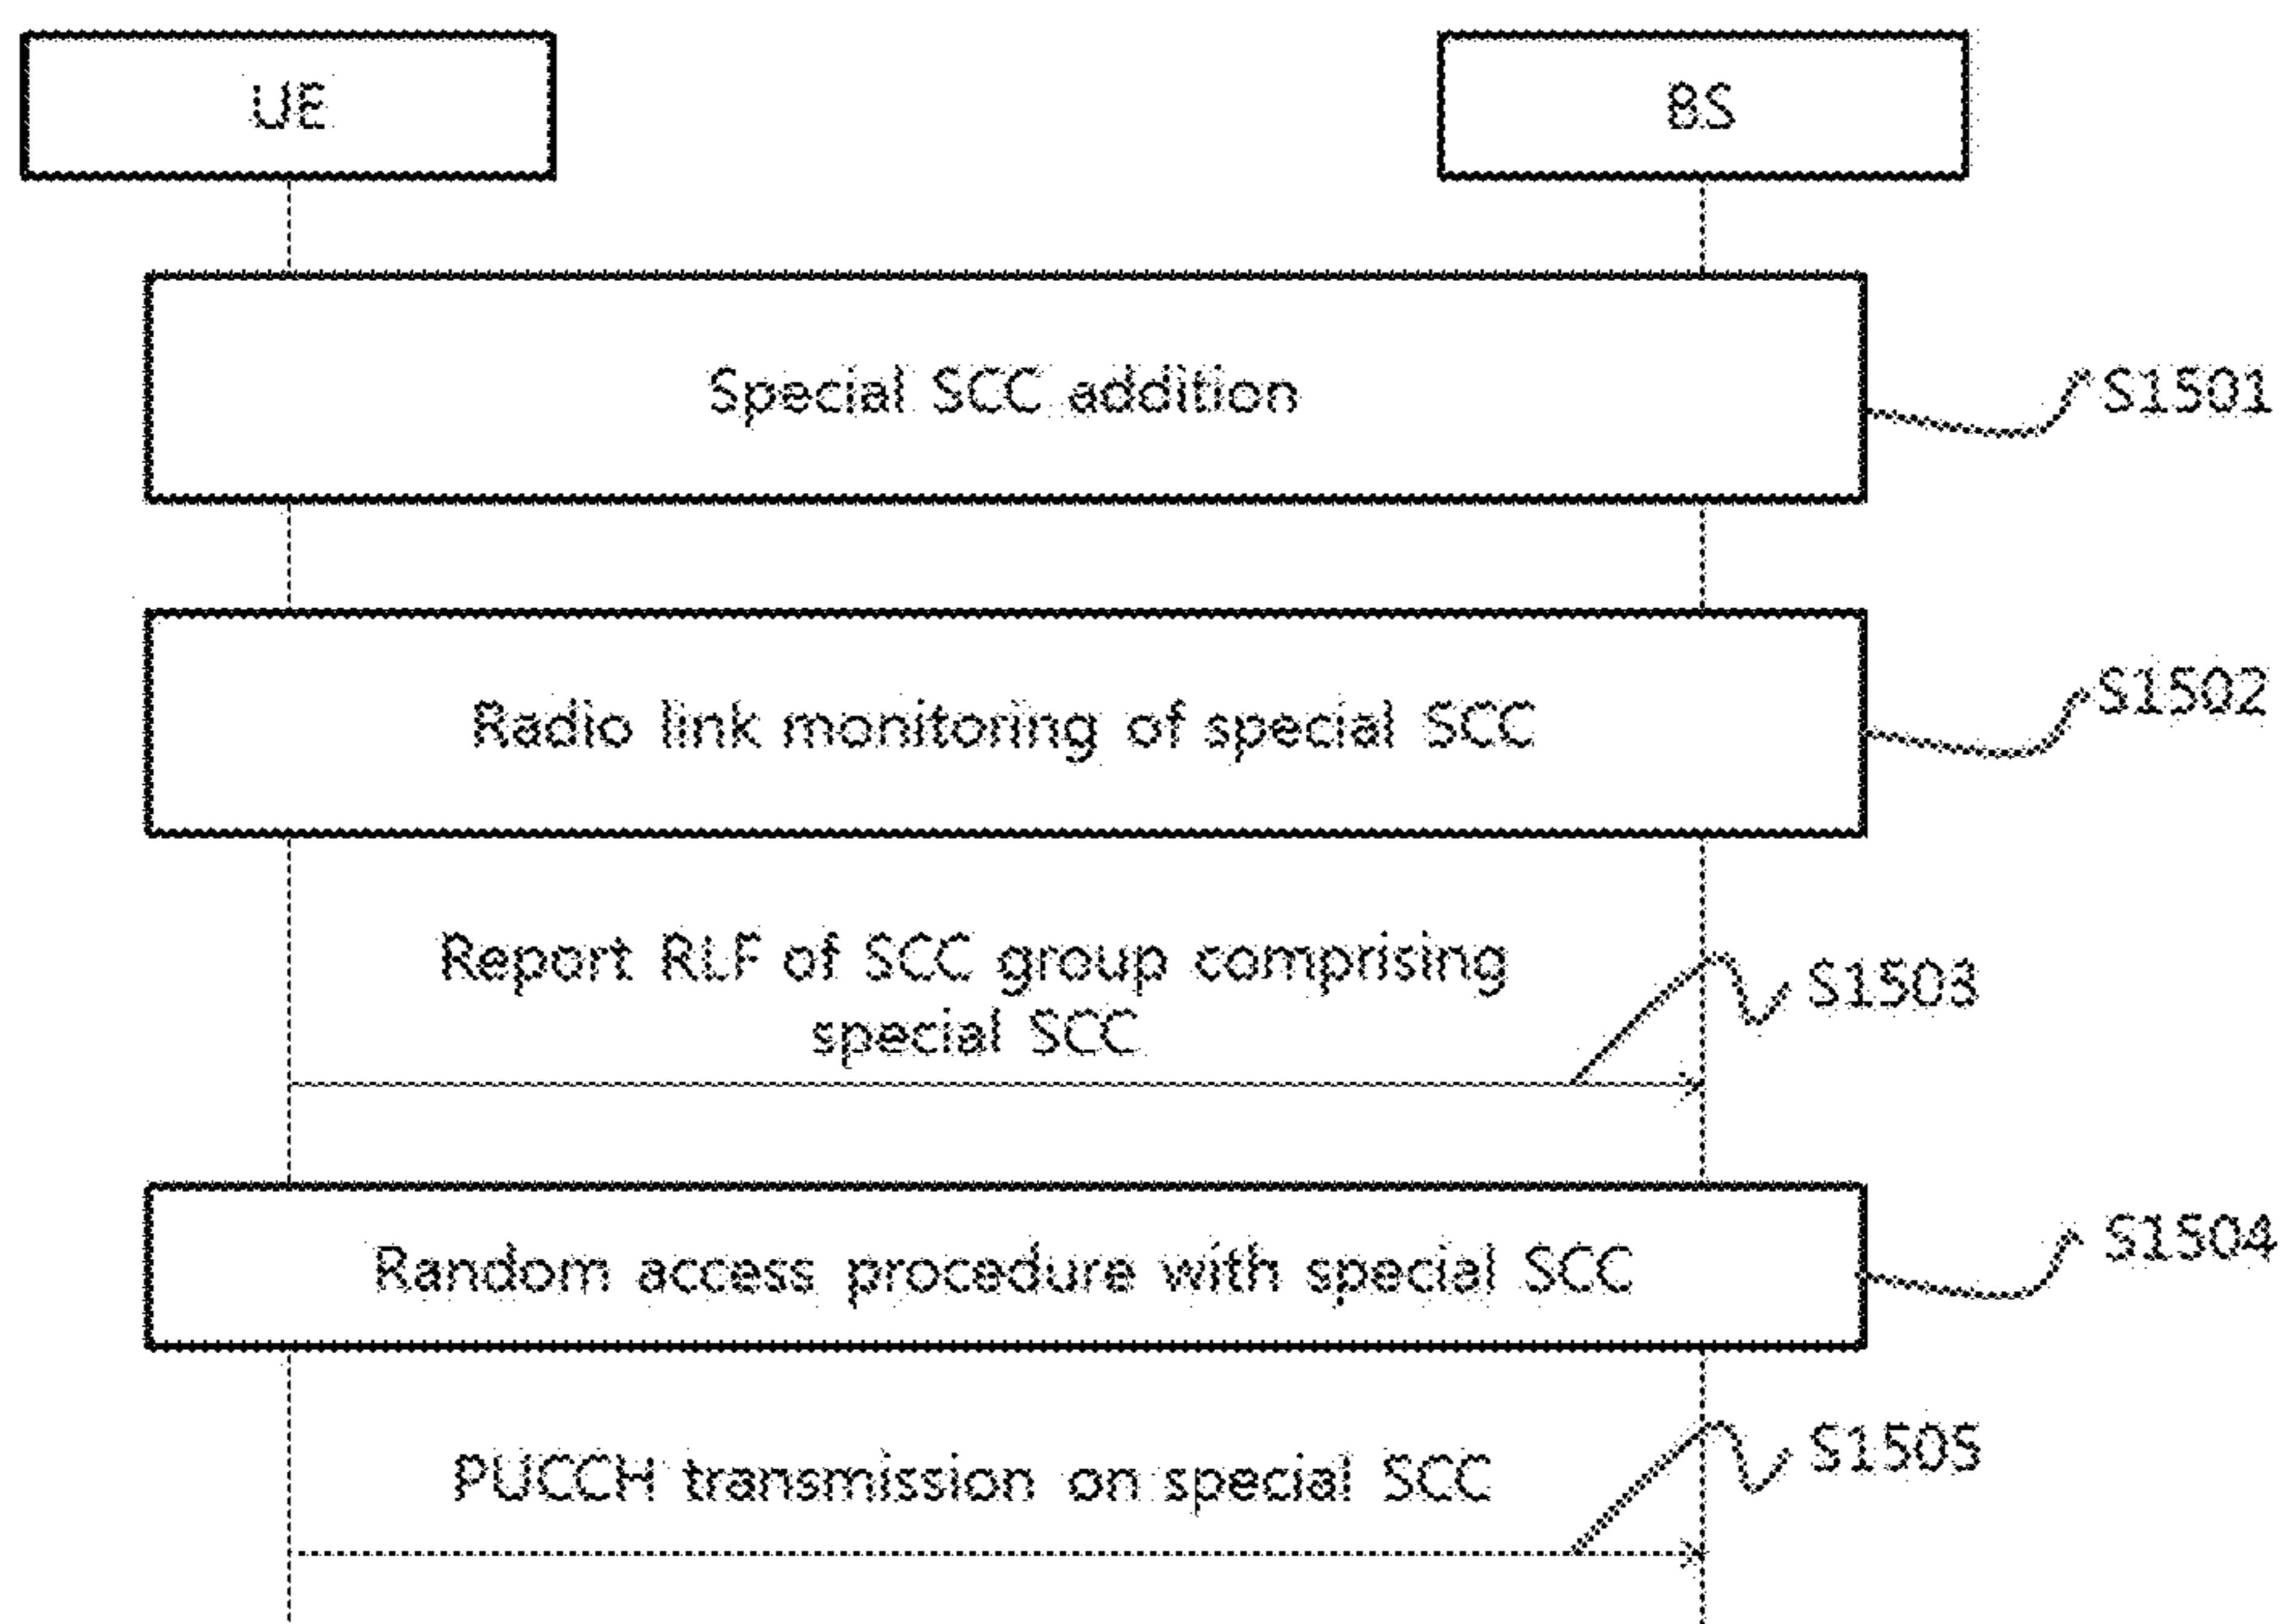 UE
BS
Special SCC addition
S1501
Radio link monitoring of special SCC
S1502
Report RLF of SCC group comprising
special SCC
S1503
Random access procedure with special SCC
S1504
PUCCH transmission on special SCC
S1505